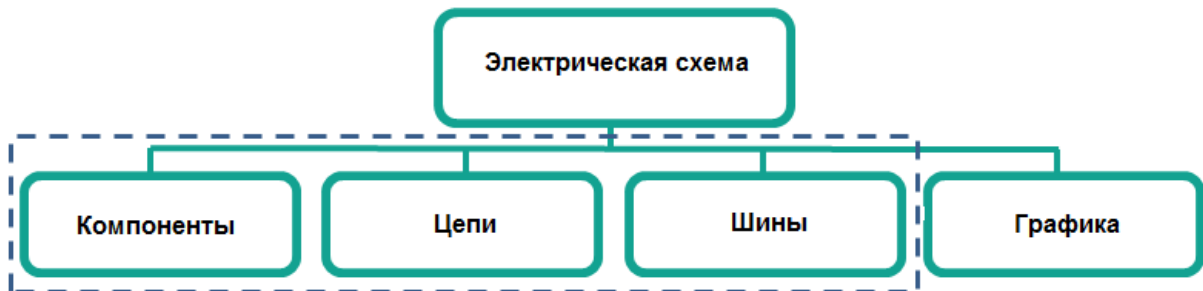 Электрическая схема
Компоненты
Цепи
Шины
Графика